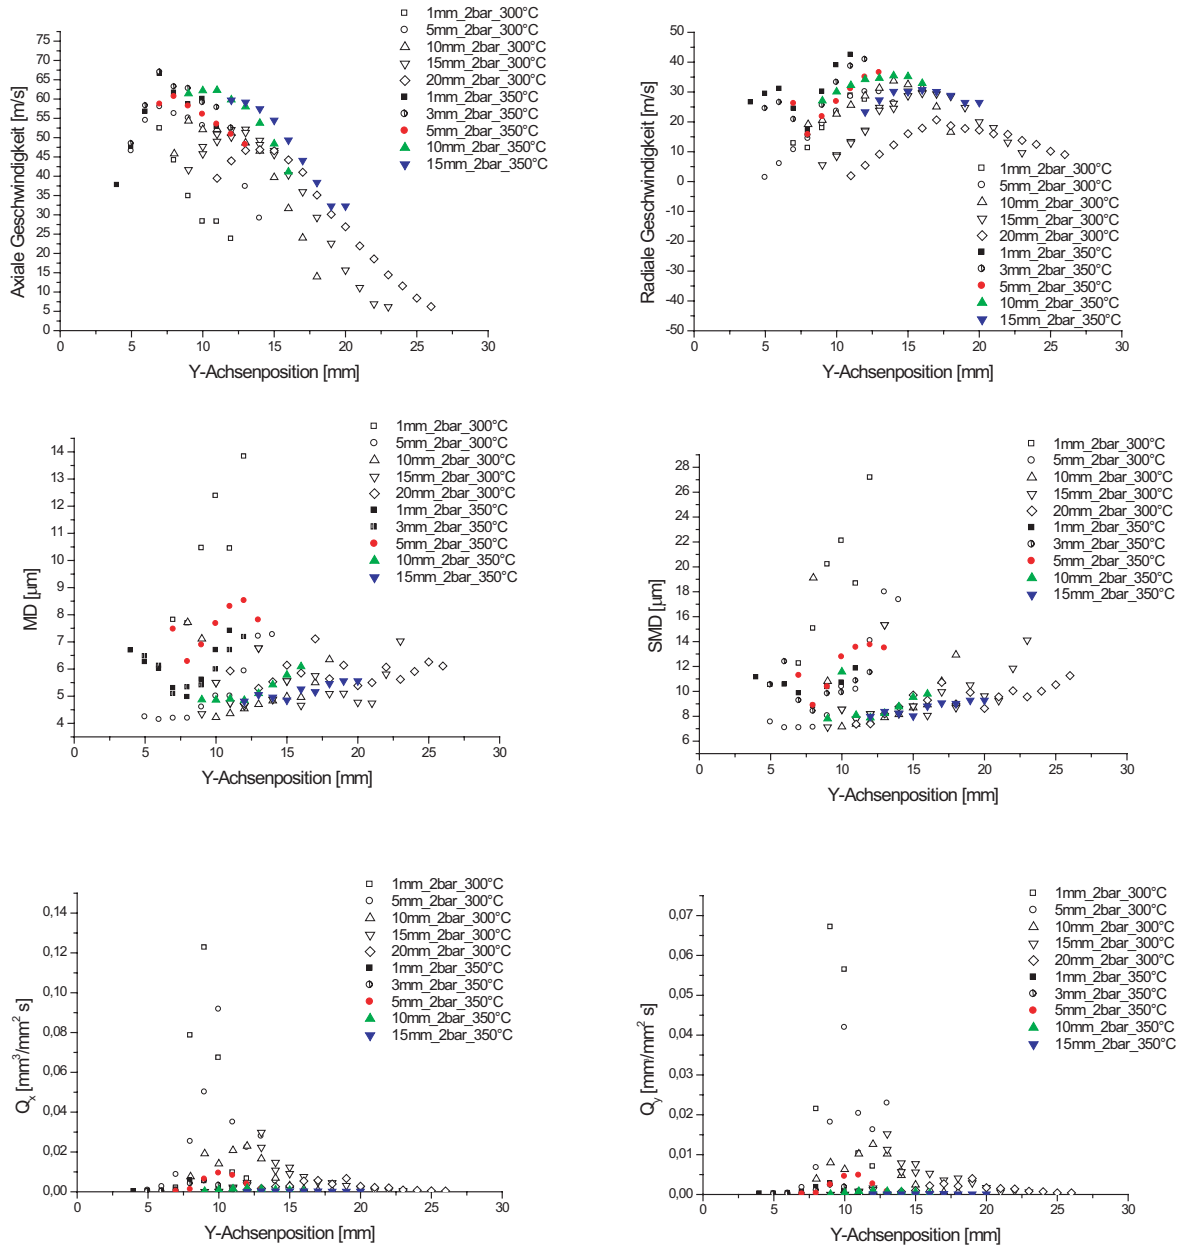 1mm_2bar_300°C
5mm_2bar_300°C
10mm_2bar_300°C
15mm_2bar_300°C
20mm_2bar_300°C
1mm_2bar_350°C
3mm_2bar_350°C
5mm_2bar_350°C
10mm_2bar_350°C
15mm_2bar_350°C
Axiale Geschwindigkeit [m/s]
75
70
65
60
55
50
45
40
35
30
25
20
15
10
5
0
0 5 10 15 20 25 30
Y-Achsenposition [mm]
Radiale Geschwindigkeit [m/s]
50
40
30
20
10
0
-10
-20
-30
-40
-50
1mm_2bar_300°C
5mm_2bar_300°C
10mm_2bar_300°C
15mm_2bar_300°C
20mm_2bar_300°C
1mm_2bar_350°C
3mm_2bar_350°C
5mm_2bar_350°C
10mm_2bar_350°C
15mm_2bar_350°C
0 5 10 15 20 25 30
Y-Achsenposition [mm]
1mm_2bar_300°C
5mm_2bar_300°C
10mm_2bar_300°C
15mm_2bar_300°C
20mm_2bar_300°C
1mm_2bar_350°C
3mm_2bar_350°C
5mm_2bar_350°C
10mm_2bar_350°C
15mm_2bar_350°C
MD [µm]
14
13
12
11
10
9
8
7
6
5
4
0 5 10 15 20 25 30
Y-Achsenposition [mm]
1mm_2bar_300°C
5mm_2bar_300°C
10mm_2bar_300°C
15mm_2bar_300°C
20mm_2bar_300°C
1mm_2bar_350°C
3mm_2bar_350°C
5mm_2bar_350°C
10mm_2bar_350°C
15mm_2bar_350°C
SMD [µm]
28
26
24
22
20
18
16
14
12
10
8
6
0 5 10 15 20 25 30
Y-Achsenposition [mm]
1mm_2bar_300°C
5mm_2bar_300°C
10mm_2bar_300°C
15mm_2bar_300°C
20mm_2bar_300°C
1mm_2bar_350°C
3mm_2bar_350°C
5mm_2bar_350°C
10mm_2bar_350°C
15mm_2bar_350°C
Qx [mm³/mm² s]
0,14
0,12
0,10
0,08
0,06
0,04
0,02
0,00
0 5 10 15 20 25 30
Y-Achsenposition [mm]
1mm_2bar_300°C
5mm_2bar_300°C
10mm_2bar_300°C
15mm_2bar_300°C
20mm_2bar_300°C
1mm_2bar_350°C
3mm_2bar_350°C
5mm_2bar_350°C
10mm_2bar_350°C
15mm_2bar_350°C
Qy [mm/mm² s]
0,07
0,06
0,05
0,04
0,03
0,02
0,01
0,00
0 5 10 15 20 25 30
Y-Achsenposition [mm]